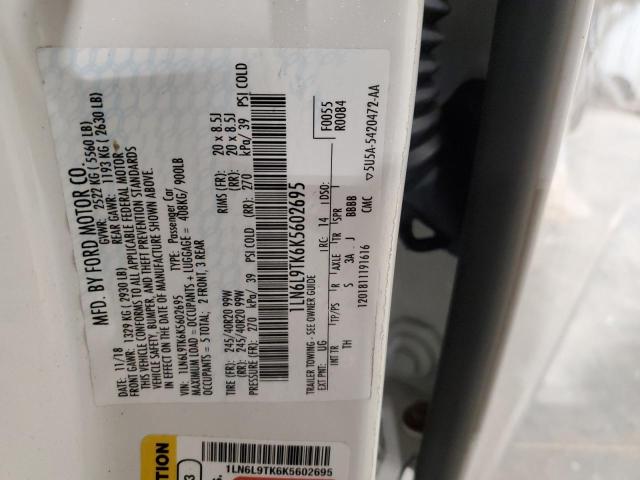 MFD. BY FORD MOTOR CO.
DATE: 11/18 GVWR: 2522 KG ( 5560 LB)
FRONT GAWR: 1329 KG ( 2930 LB) REAR GAWR: 1193 KG ( 2630 LB)
THIS VEHICLE CONFORMS TO ALL APPLICABLE FEDERAL MOTOR
VEHICLE SAFETY, BUMPER, AND THEFT PREVENTION STANDARDS
IN EFFECT ON THE DATE OF MANUFACTURE SHOWN ABOVE.
VIN: 1LN6L9TK6K5602695 TYPE: Passenger Car
MAXIMUM LOAD = OCCUPANTS + LUGGAGE = 408KG/ 900LB
OCCUPANTS = 5 TOTAL: 2 FRONT, 3 REAR
TIRE (FR): 245/40R20 99W RIMS (FR): 20 x 8.5J
TIRE (RR): 245/40R20 99W (RR): 20 x 8.5J
PRESSURE (FR): 270 kPa/ 39 PSI COLD (RR): 270 kPa/ 39 PSI COLD
1LN6L9TK6K5602695
TRAILER TOWING - SEE OWNER GUIDE F0055
EXT PNT: UG RC: 14 DSO: R0084
INT TR TP/PS R AXLE TR SPR
TH S 3A J BBBB
1201811191616 CMC
▽5U5A-5420472-AA
1LN6L9TK6K5602695